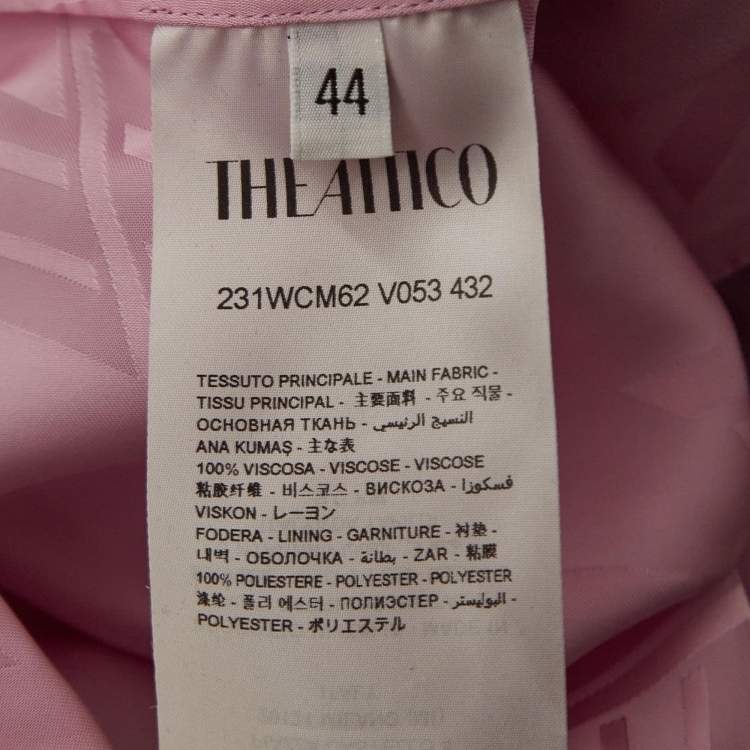 44
THEATTICO
231WCM62 V053 432
TESSUTO PRINCIPALE - MAIN FABRIC -
TISSU PRINCIPAL - 主要面料 - 주요 직물 -
ОСНОВНАЯ ТКАНЬ - النسيج الرئيسي -
ANA KUMAŞ - 主な表
100% VISCOSA - VISCOSE - VISCOSE
粘胶纤维 - 비스코스 - ВИСКОЗА - فسكوزا -
VISKON - レーヨン
FODERA - LINING - GARNITURE - 衬垫 -
내벽 - ОБОЛОЧКА - بطانة - ZAR - 粘膜
100% POLIESTERE - POLYESTER - POLYESTER
涤纶 - 폴리 에스터 - ПОЛИЭСТЕР - البوليستر -
POLYESTER - ポリエステル